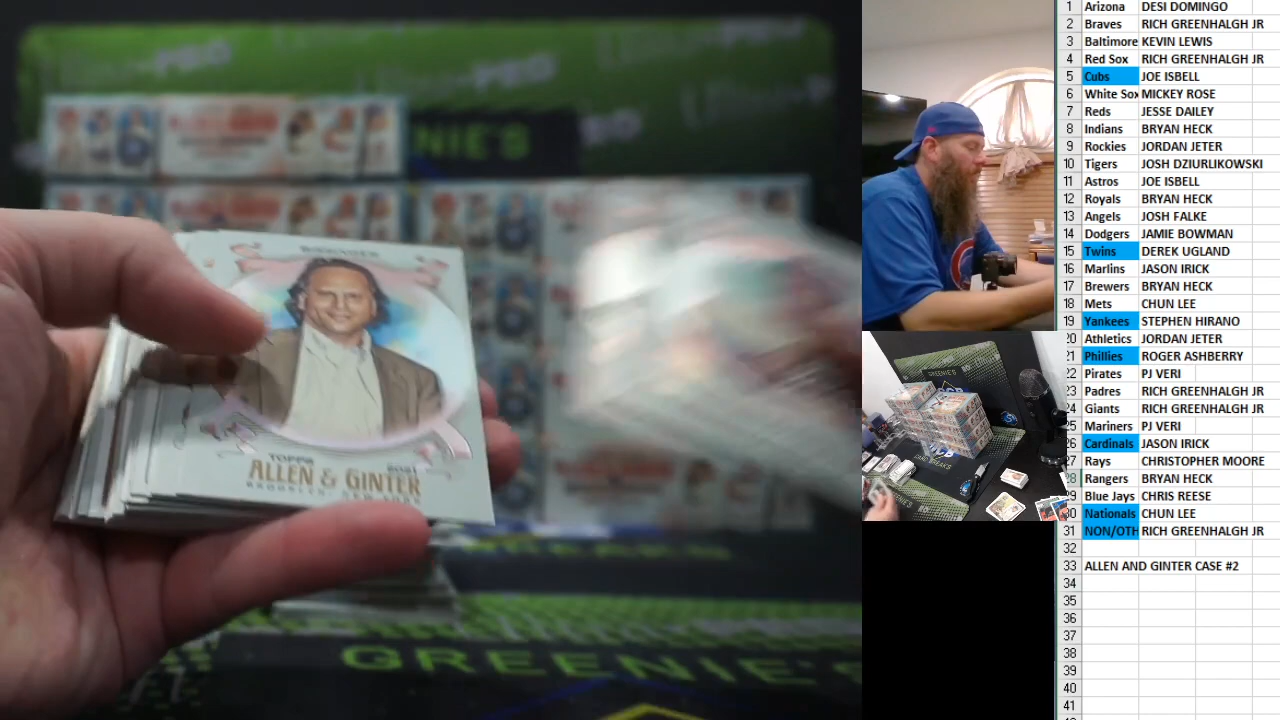 NIE'S
TOPPS 2021
ALLEN & GINTER
BROOKLYN, NEW YORK
GREENIE'S
GREENIE'S
1 Arizona DESI DOMINGO
2 Braves RICH GREENHALGH JR
3 Baltimore KEVIN LEWIS
4 Red Sox RICH GREENHALGH JR
5 Cubs JOE ISBELL
6 White Sox MICKEY ROSE
7 Reds JESSE DAILEY
8 Indians BRYAN HECK
9 Rockies JORDAN JETER
10 Tigers JOSH DZIURLIKOWSKI
11 Astros JOE ISBELL
12 Royals BRYAN HECK
13 Angels JOSH FALKE
14 Dodgers JAMIE BOWMAN
15 Twins DEREK UGLAND
16 Marlins JASON IRICK
17 Brewers BRYAN HECK
18 Mets CHUN LEE
19 Yankees STEPHEN HIRANO
20 Athletics JORDAN JETER
21 Phillies ROGER ASHBERRY
22 Pirates PJ VERI
23 Padres RICH GREENHALGH JR
24 Giants RICH GREENHALGH JR
25 Mariners PJ VERI
26 Cardinals JASON IRICK
27 Rays CHRISTOPHER MOORE
28 Rangers BRYAN HECK
29 Blue Jays CHRIS REESE
30 Nationals CHUN LEE
31 NON/OTH RICH GREENHALGH JR
32
33 ALLEN AND GINTER CASE #2
34
35
36
37
38
39
40
41